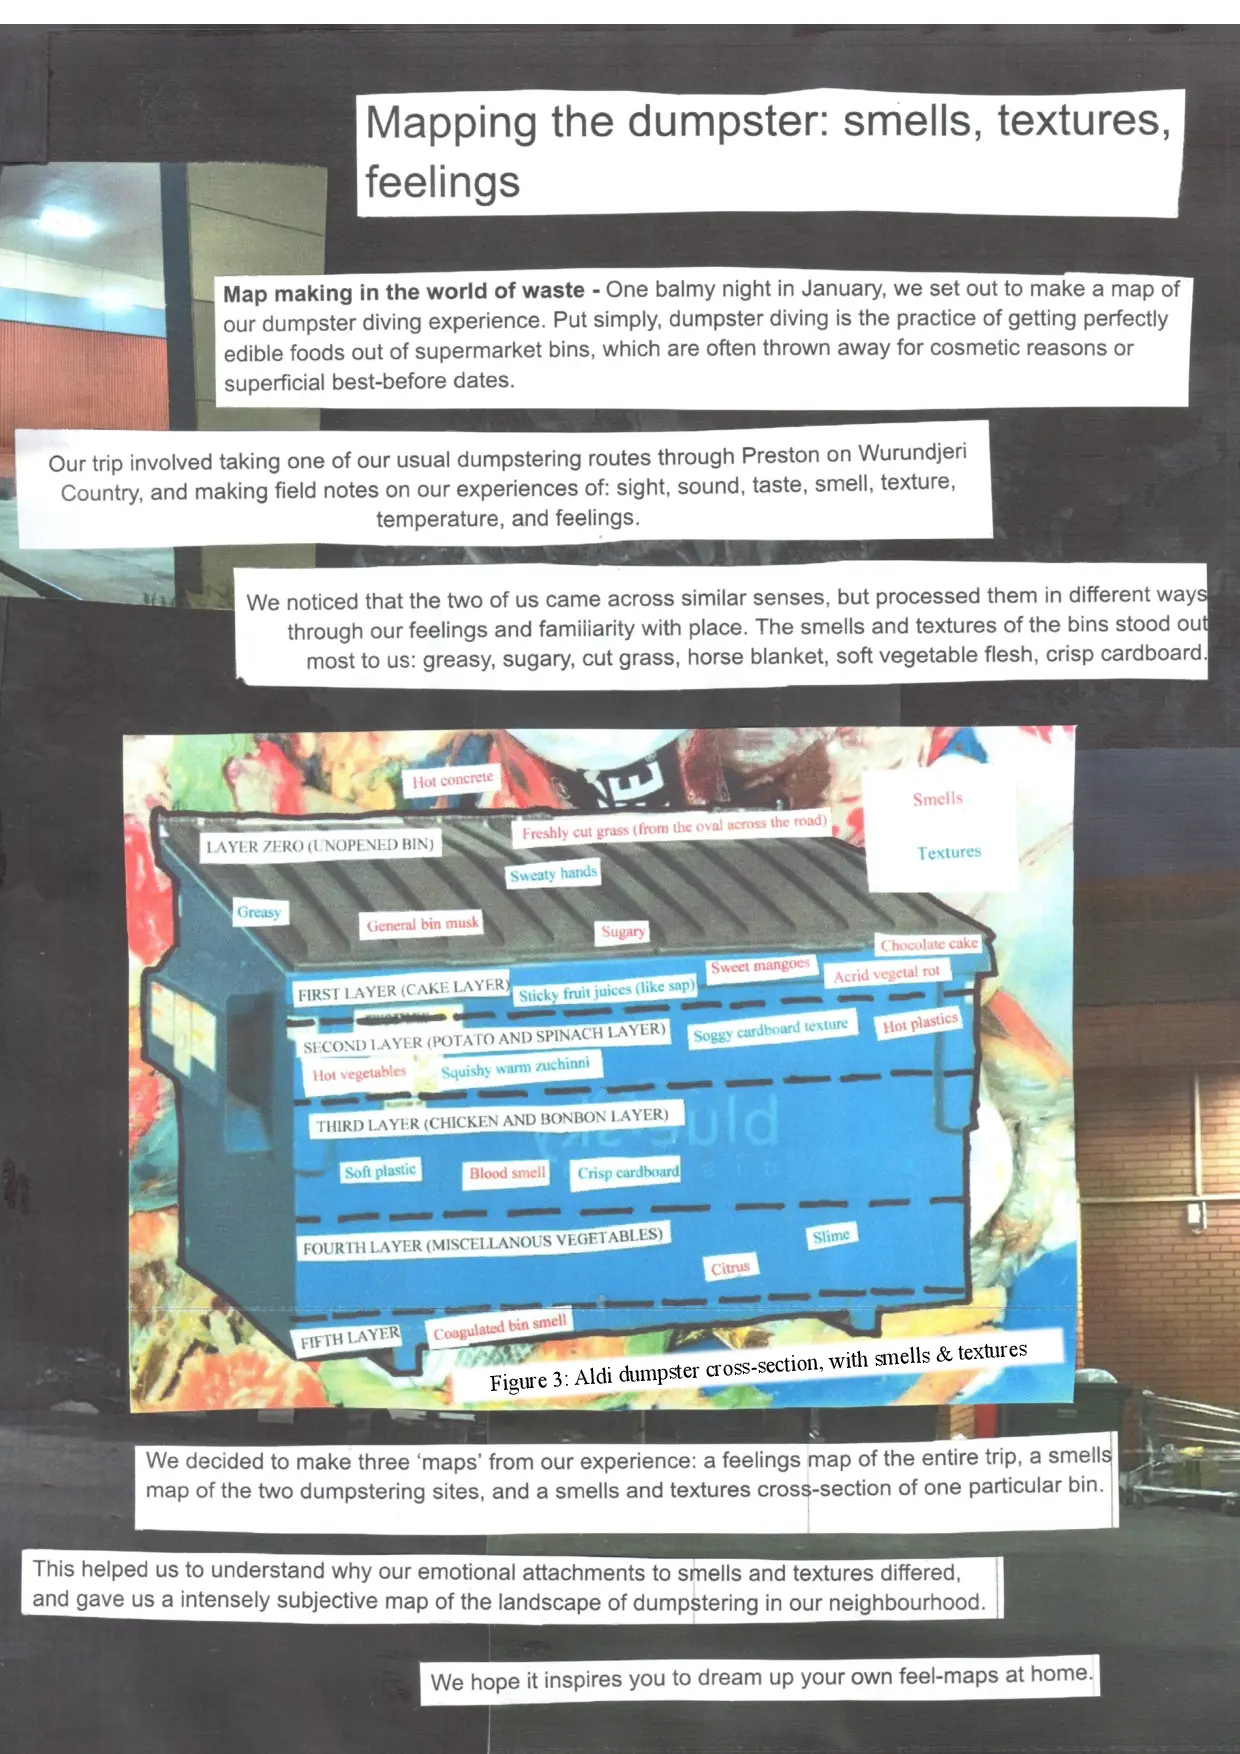 Mapping the dumpster: smells, textures,
feelings
Map making in the world of waste - One balmy night in January, we set out to make a map of
our dumpster diving experience. Put simply, dumpster diving is the practice of getting perfectly
edible foods out of supermarket bins, which are often thrown away for cosmetic reasons or
superficial best-before dates.
Our trip involved taking one of our usual dumpstering routes through Preston on Wurundjeri
Country, and making field notes on our experiences of: sight, sound, taste, smell, texture,
temperature, and feelings.
We noticed that the two of us came across similar senses, but processed them in different ways
through our feelings and familiarity with place. The smells and textures of the bins stood out
most to us: greasy, sugary, cut grass, horse blanket, soft vegetable flesh, crisp cardboard.
Hot concrete
Smells
Textures
Freshly cut grass (from the oval across the road)
LAYER ZERO (UNOPENED BIN)
Sweaty hands
Greasy
General bin musk
Sugary
Chocolate cake
Sweet mangoes
Acrid vegetal rot
FIRST LAYER (CAKE LAYER)
Sticky fruit juices (like sap)
SECOND LAYER (POTATO AND SPINACH LAYER)
Soggy cardboard texture
Hot plastics
Hot vegetables
Squishy warm zuchinni
THIRD LAYER (CHICKEN AND BONBON LAYER)
Soft plastic
Blood smell
Crisp cardboard
FOURTH LAYER (MISCELLANOUS VEGETABLES)
Slime
Citrus
FIFTH LAYER
Coagulated bin smell
Figure 3: Aldi dumpster cross-section, with smells & textures
We decided to make three ‘maps’ from our experience: a feelings map of the entire trip, a smells
map of the two dumpstering sites, and a smells and textures cross-section of one particular bin.
This helped us to understand why our emotional attachments to smells and textures differed,
and gave us a intensely subjective map of the landscape of dumpstering in our neighbourhood.
We hope it inspires you to dream up your own feel-maps at home.